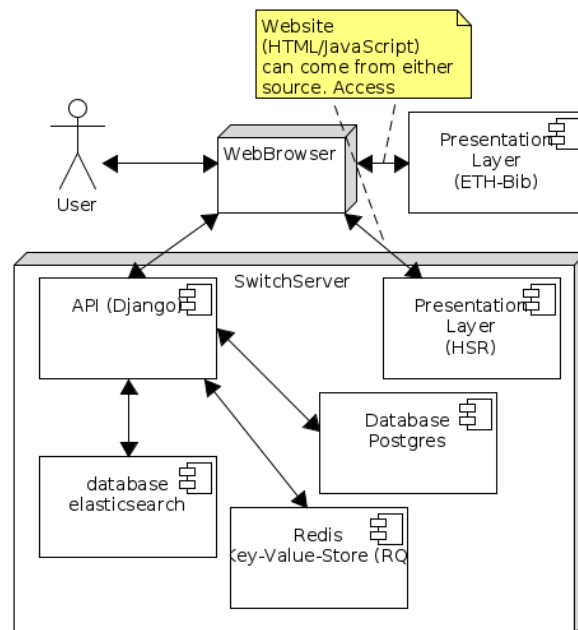 Website
(HTML/JavaScript)
can come from either
source. Access
WebBrowser
Presentation
Layer
(ETH-Bib)
User
SwitchServer
API (Django)
Presentation
Layer
(HSR)
Database
Postgres
database
elasticsearch
Redis
Key-Value-Store (RQ